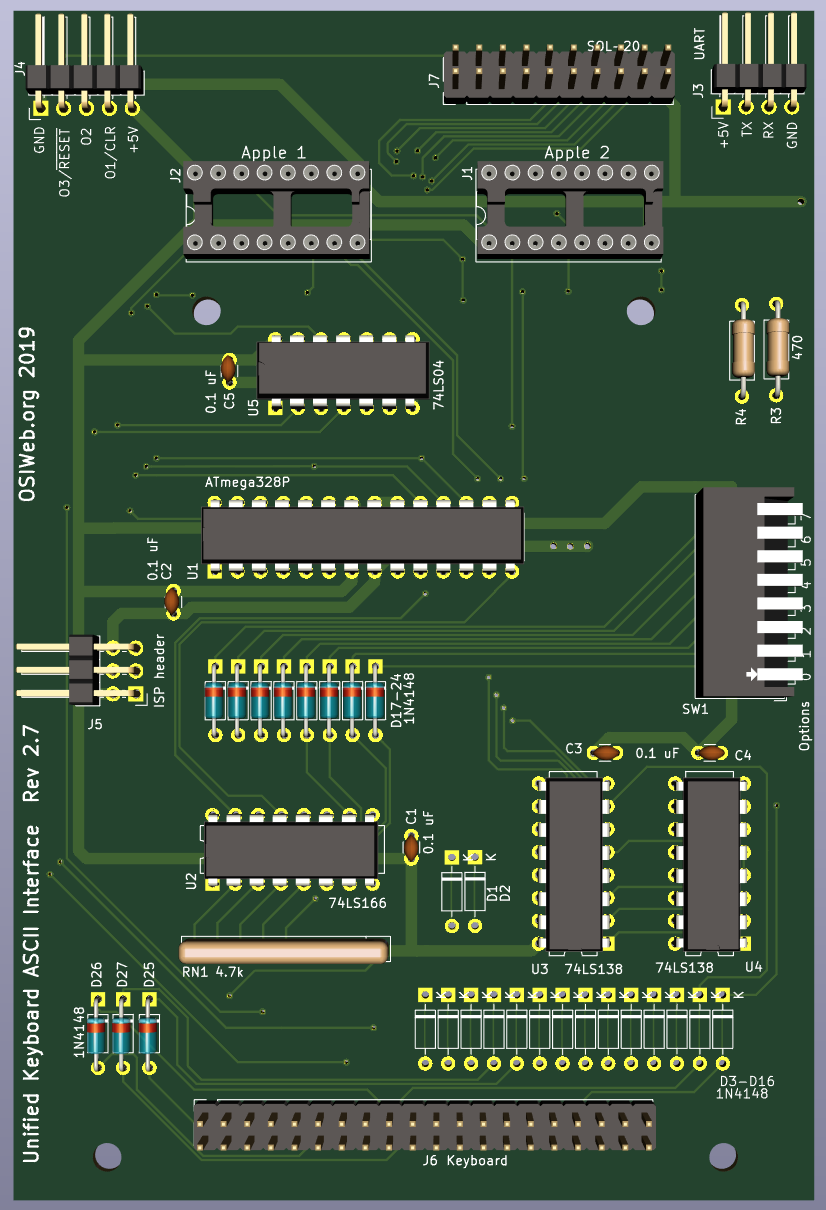 J4
GND
O3/RESET
O2
O1/CLR
+5V
J7
SOL-20
UART
J3
+5V
TX
RX
GND
Apple 1
J2
Apple 2
J1
OSIWeb.org 2019
0.1 uF
C5
U5
74LS04
R4
R3
470
ATmega328P
0.1 uF
C2
U1
7
6
5
4
3
2
1
0
SW1
Options
ISP header
J5
D17-24
1N4148
C3
0.1 uF
C4
Unified Keyboard ASCII Interface Rev 2.7
U2
74LS166
C1
0.1 uF
K
K
D1
D2
U3
74LS138
74LS138
U4
RN1 4.7k
D26
D27
D25
1N4148
K
K
K
K
K
K
K
K
K
K
K
K
K
K
D3-D16
1N4148
J6 Keyboard